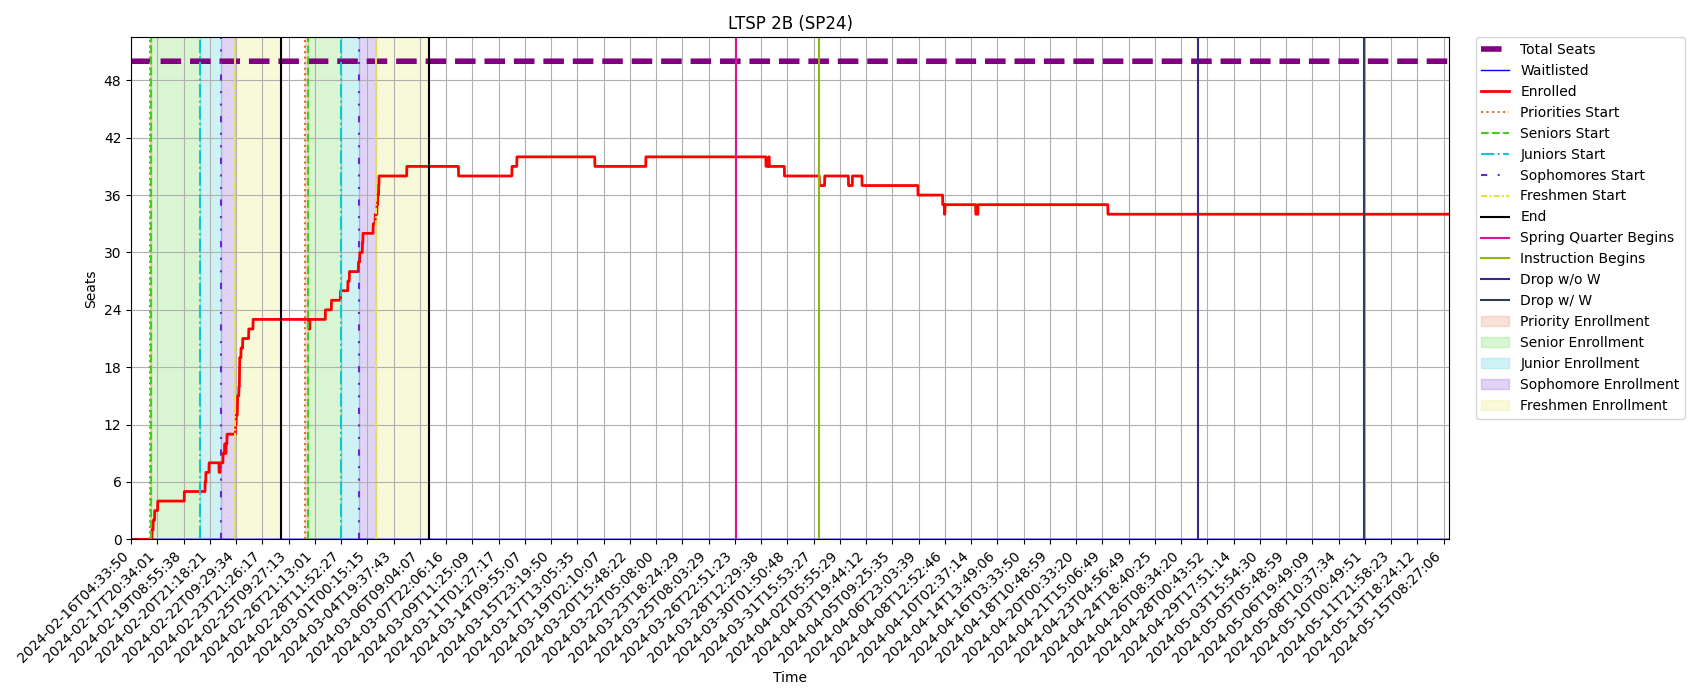 LTSP 2B (SP24)
Total Seats
Waitlisted
Enrolled
Priorities Start
Seniors Start
Juniors Start
Sophomores Start
Freshmen Start
End
Spring Quarter Begins
Instruction Begins
Drop w/o W
Drop w/ W
Priority Enrollment
Senior Enrollment
Junior Enrollment
Sophomore Enrollment
Freshmen Enrollment
Seats
48
42
36
30
24
18
12
6
0
2024-02-16T04:33:50
2024-02-17T20:34:01
2024-02-19T08:55:38
2024-02-20T21:18:21
2024-02-22T09:29:34
2024-02-23T21:26:17
2024-02-25T09:27:13
2024-02-26T21:13:01
2024-02-28T11:52:27
2024-03-01T00:15:15
2024-03-04T19:37:43
2024-03-06T09:04:07
2024-03-07T22:06:16
2024-03-09T11:25:09
2024-03-11T01:27:17
2024-03-14T09:55:07
2024-03-15T23:19:50
2024-03-17T13:05:35
2024-03-19T02:10:07
2024-03-20T15:48:22
2024-03-22T05:08:00
2024-03-23T18:24:29
2024-03-25T08:03:29
2024-03-26T22:51:23
2024-03-28T12:29:38
2024-03-30T01:50:48
2024-03-31T15:53:27
2024-04-02T05:55:29
2024-04-03T19:44:12
2024-04-05T09:25:35
2024-04-06T23:03:39
2024-04-08T12:52:46
2024-04-10T02:37:14
2024-04-14T13:49:06
2024-04-16T03:33:50
2024-04-18T10:48:59
2024-04-20T00:33:20
2024-04-21T15:06:49
2024-04-23T04:56:49
2024-04-24T18:40:25
2024-04-26T08:34:20
2024-04-28T00:43:52
2024-04-29T17:51:14
2024-05-03T15:54:30
2024-05-05T05:48:59
2024-05-06T19:49:09
2024-05-08T10:37:34
2024-05-10T00:49:51
2024-05-11T21:58:23
2024-05-13T18:24:12
2024-05-15T08:27:06
Time